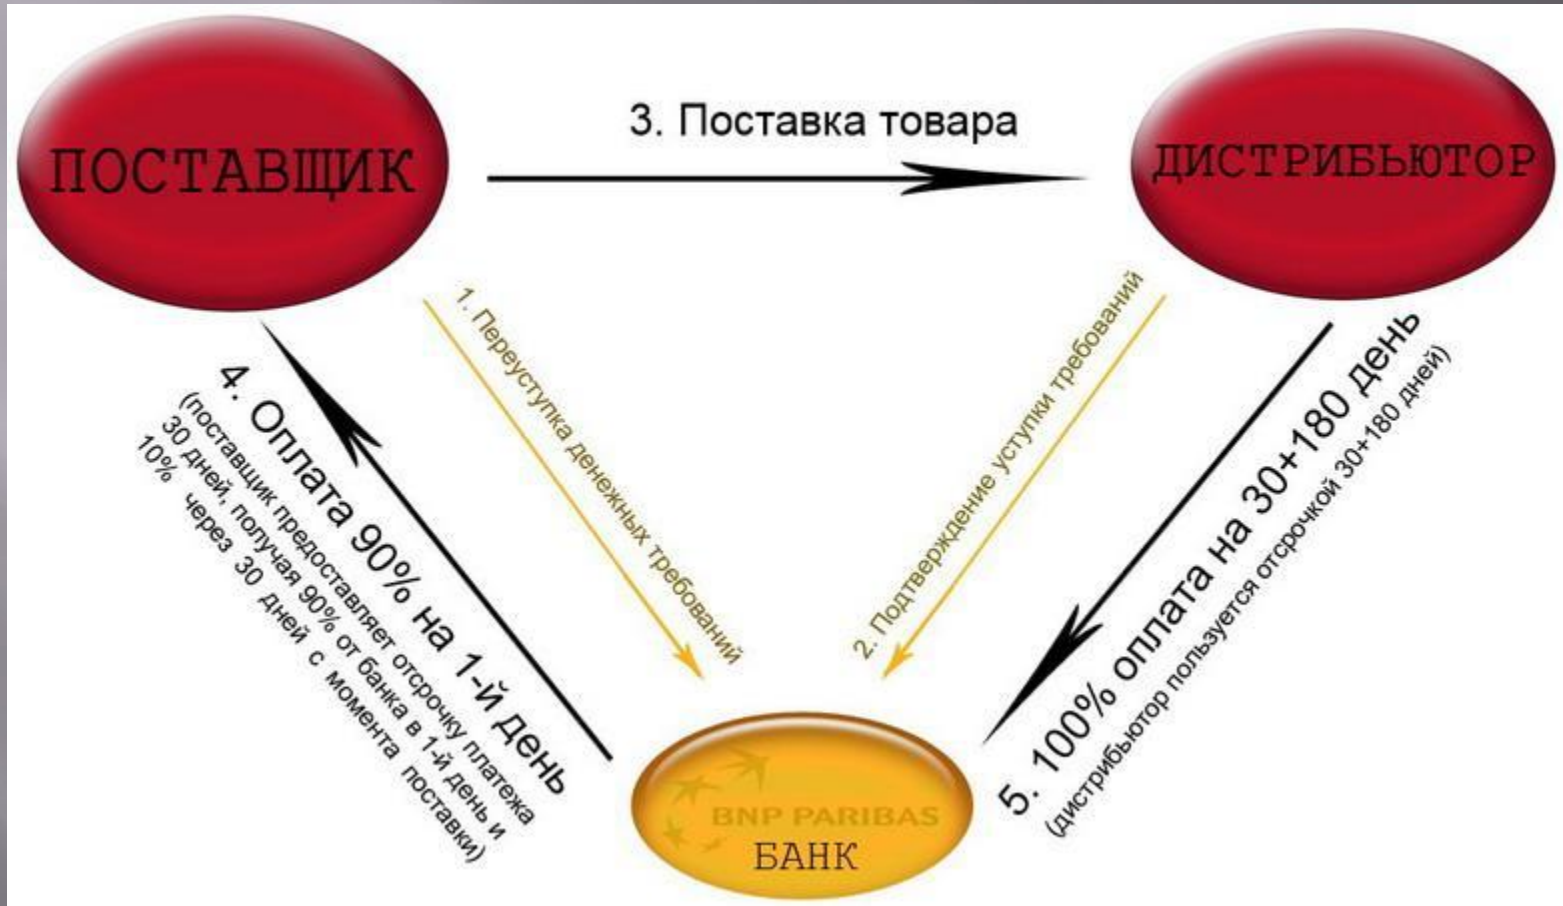 ПОСТАВЩИК
3. Поставка товара
ДИСТРИБЬЮТОР
1. Переуступка денежных требований
2. Подтверждение уступки требований
4. Оплата 90% на 1-й день
(поставщик предоставляет отсрочку платежа
30 дней, получая 90% от банка в 1-й день и
10% через 30 дней с момента поставки)
5. 100% оплата на 30+180 день
(дистрибьютор пользуется отсрочкой 30+180 дней)
BNP PARIBAS
БАНК